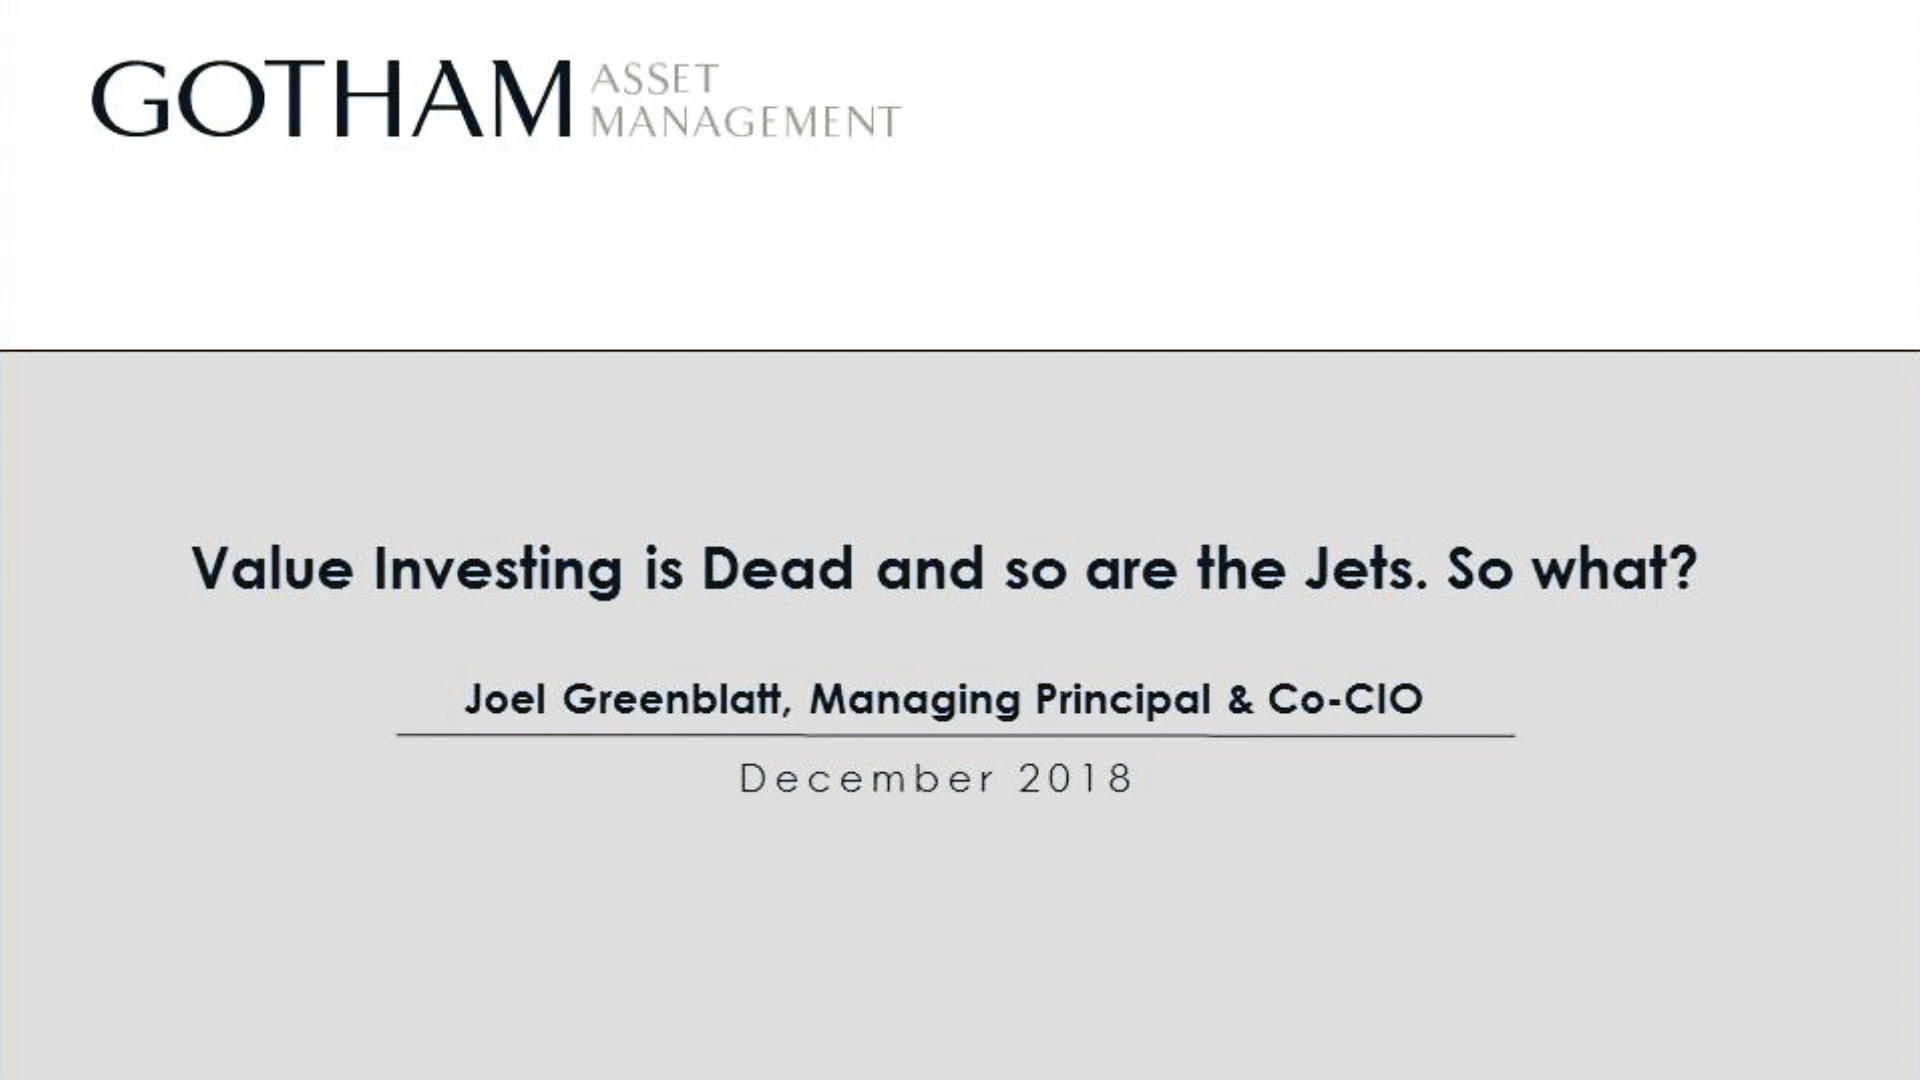 GOTHAM ASSET
MANAGEMENT
Value Investing is Dead and so are the Jets. So what?
Joel Greenblatt, Managing Principal & Co-CIO
December 2018